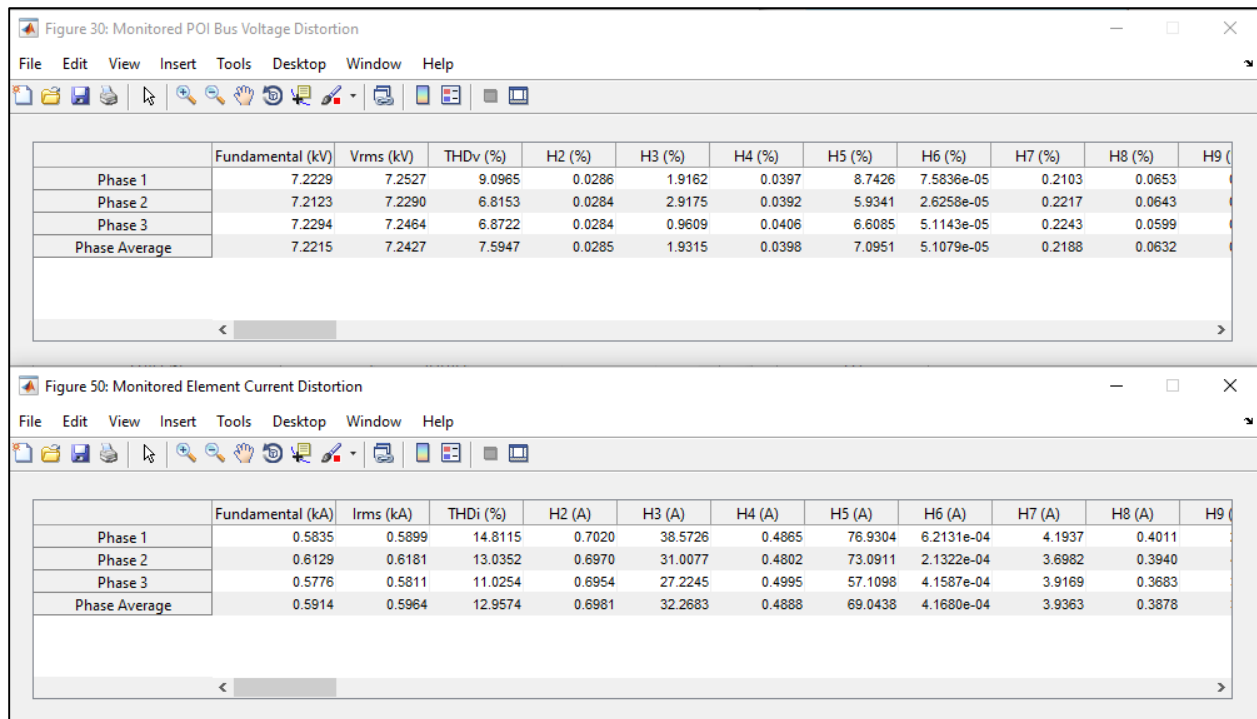 Figure 30: Monitored POI Bus Voltage Distortion
File Edit View Insert Tools Desktop Window Help
Fundamental (kV) Vrms (kV) THDv (%) H2 (%) H3 (%) H4 (%) H5 (%) H6 (%) H7 (%) H8 (%) H9 (
Phase 1 7.2229 7.2527 9.0965 0.0286 1.9162 0.0397 8.7426 7.5836e-05 0.2103 0.0653
Phase 2 7.2123 7.2290 6.8153 0.0284 2.9175 0.0392 5.9341 2.6258e-05 0.2217 0.0643
Phase 3 7.2294 7.2464 6.8722 0.0284 0.9609 0.0406 6.6085 5.1143e-05 0.2243 0.0599
Phase Average 7.2215 7.2427 7.5947 0.0285 1.9315 0.0398 7.0951 5.1079e-05 0.2188 0.0632
Figure 50: Monitored Element Current Distortion
File Edit View Insert Tools Desktop Window Help
Fundamental (kA) Irms (kA) THDi (%) H2 (A) H3 (A) H4 (A) H5 (A) H6 (A) H7 (A) H8 (A) H9 (
Phase 1 0.5835 0.5899 14.8115 0.7020 38.5726 0.4865 76.9304 6.2131e-04 4.1937 0.4011
Phase 2 0.6129 0.6181 13.0352 0.6970 31.0077 0.4802 73.0911 2.1322e-04 3.6982 0.3940
Phase 3 0.5776 0.5811 11.0254 0.6954 27.2245 0.4995 57.1098 4.1587e-04 3.9169 0.3683
Phase Average 0.5914 0.5964 12.9574 0.6981 32.2683 0.4888 69.0438 4.1680e-04 3.9363 0.3878